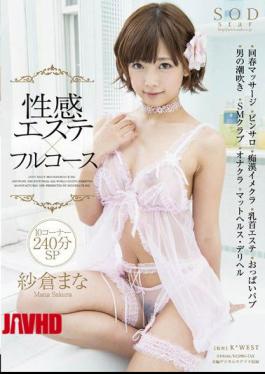 SOD
star
性感
エステ
×
フルコース
10コーナー
240分
SP
紗倉まな
Mana Sakura
・回春マッサージ・ピンサロ
・痴漢イメクラ・乳首エステ・おっぱいパブ
・男の潮吹き・SMクラブ・オナクラ・マットヘルス・デリヘル
K*WEST
JAVHD